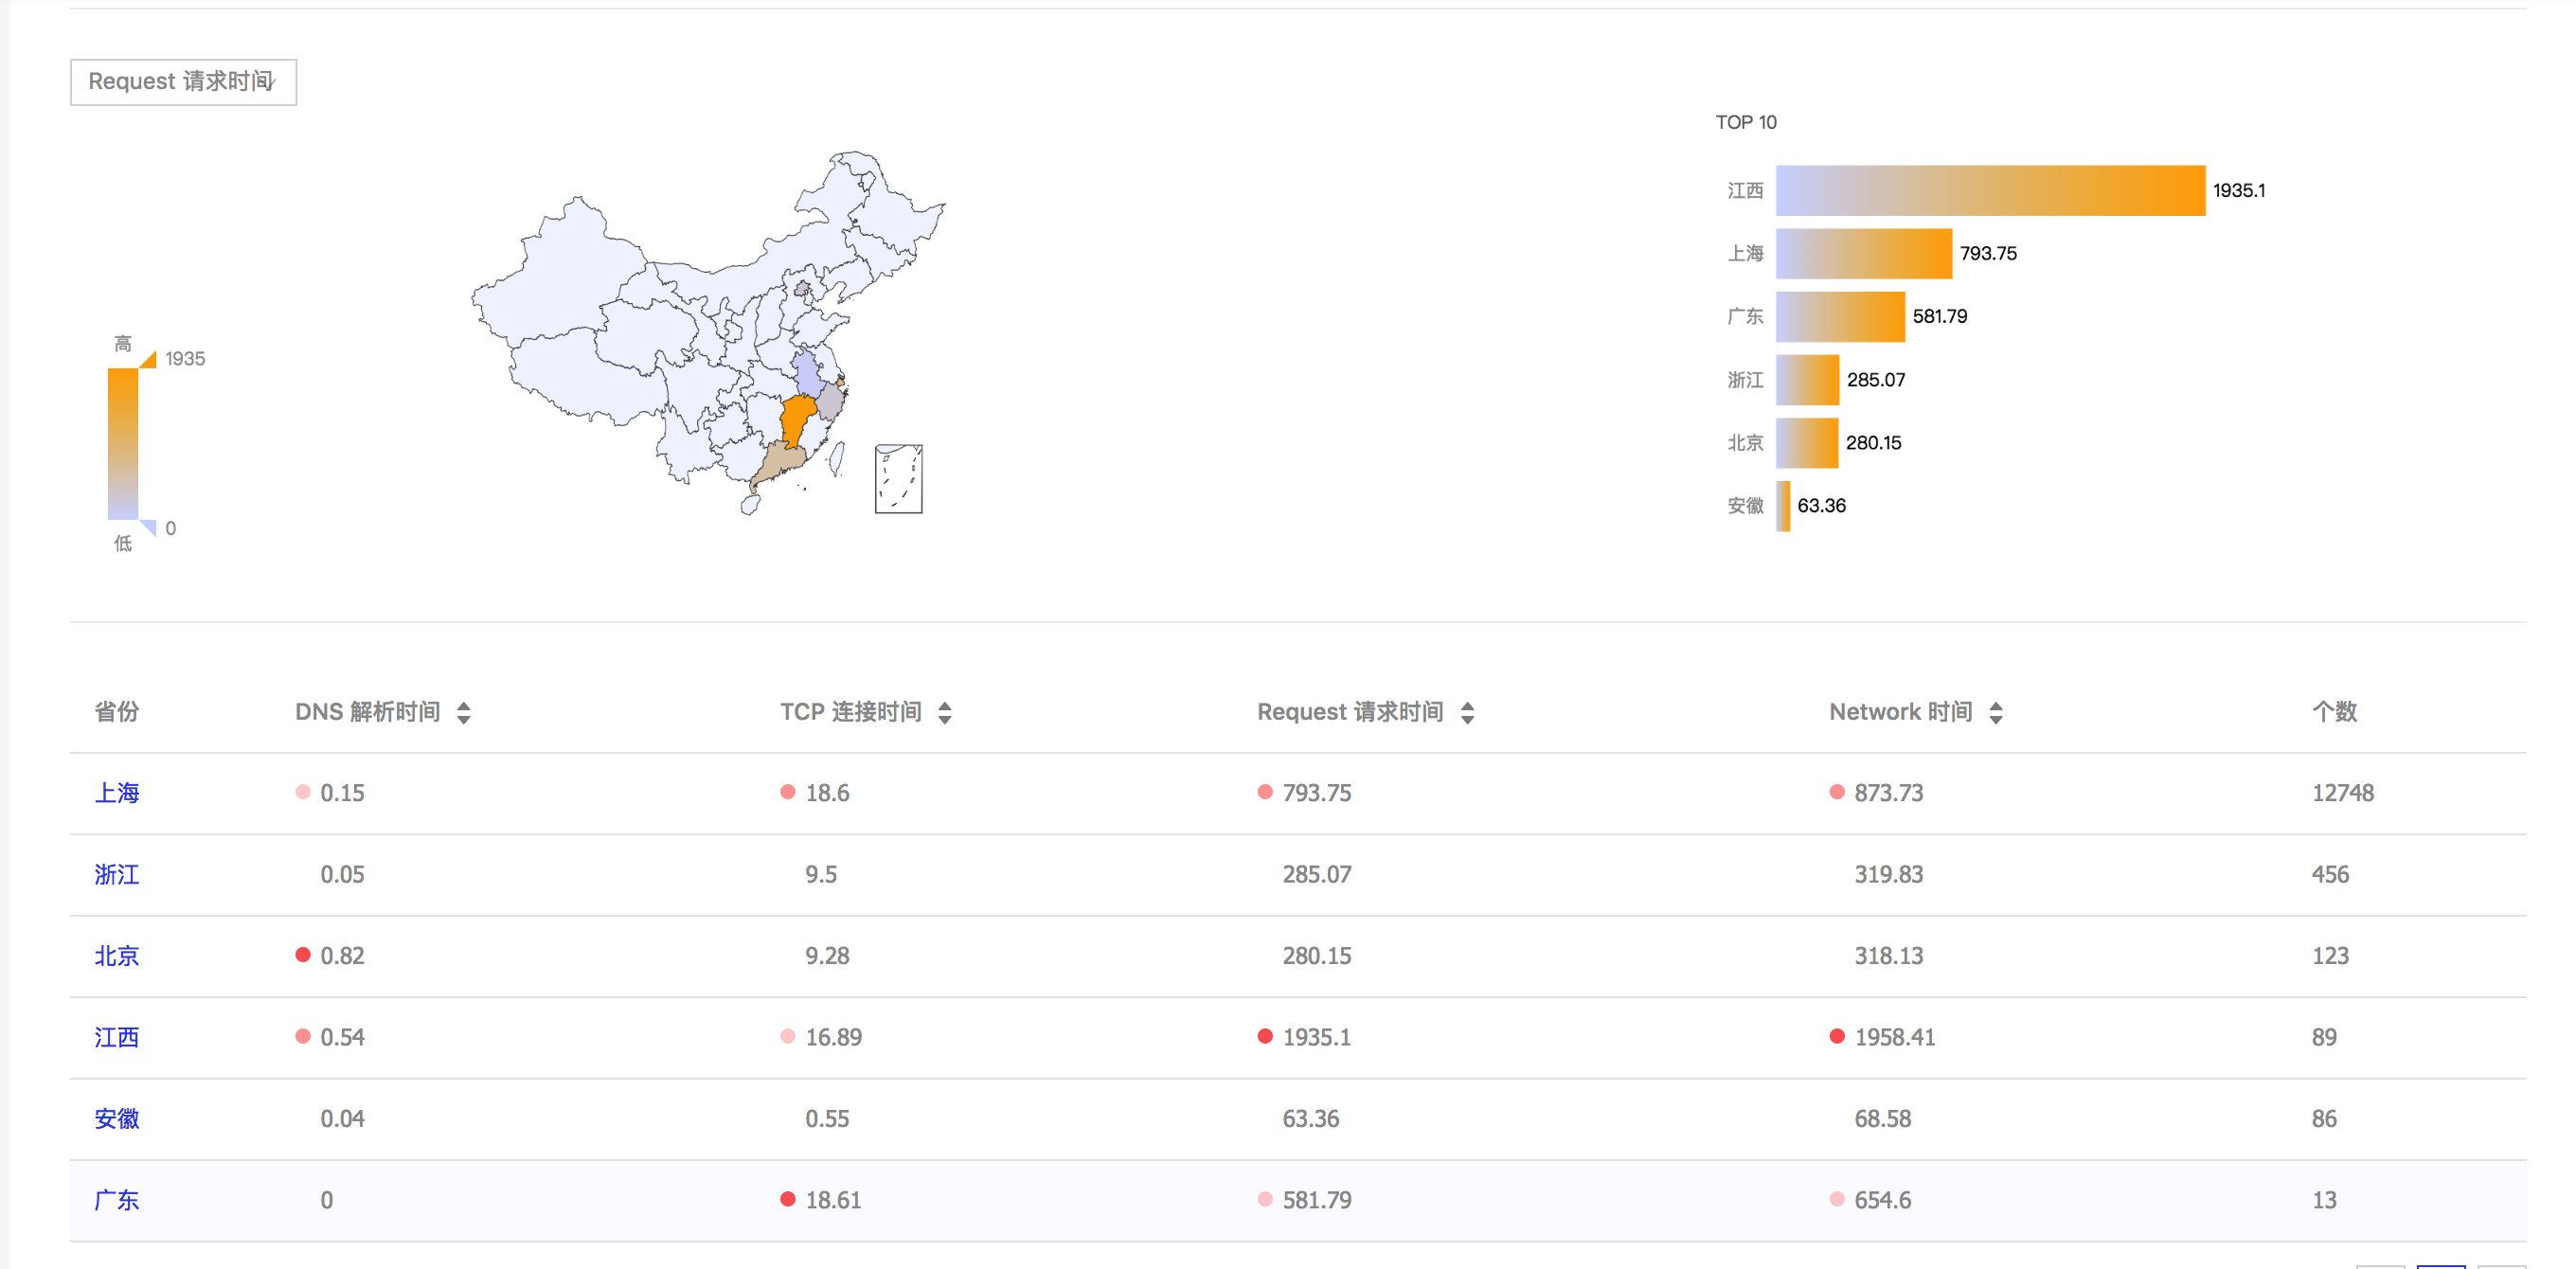 Request 请求时间
TOP 10
江西 1935.1
上海 793.75
广东 581.79
浙江 285.07
北京 280.15
安徽 63.36
高
1935
0
低
省份 DNS 解析时间 TCP 连接时间 Request 请求时间 Network 时间 个数
上海 0.15 18.6 793.75 873.73 12748
浙江 0.05 9.5 285.07 319.83 456
北京 0.82 9.28 280.15 318.13 123
江西 0.54 16.89 1935.1 1958.41 89
安徽 0.04 0.55 63.36 68.58 86
广东 0 18.61 581.79 654.6 13